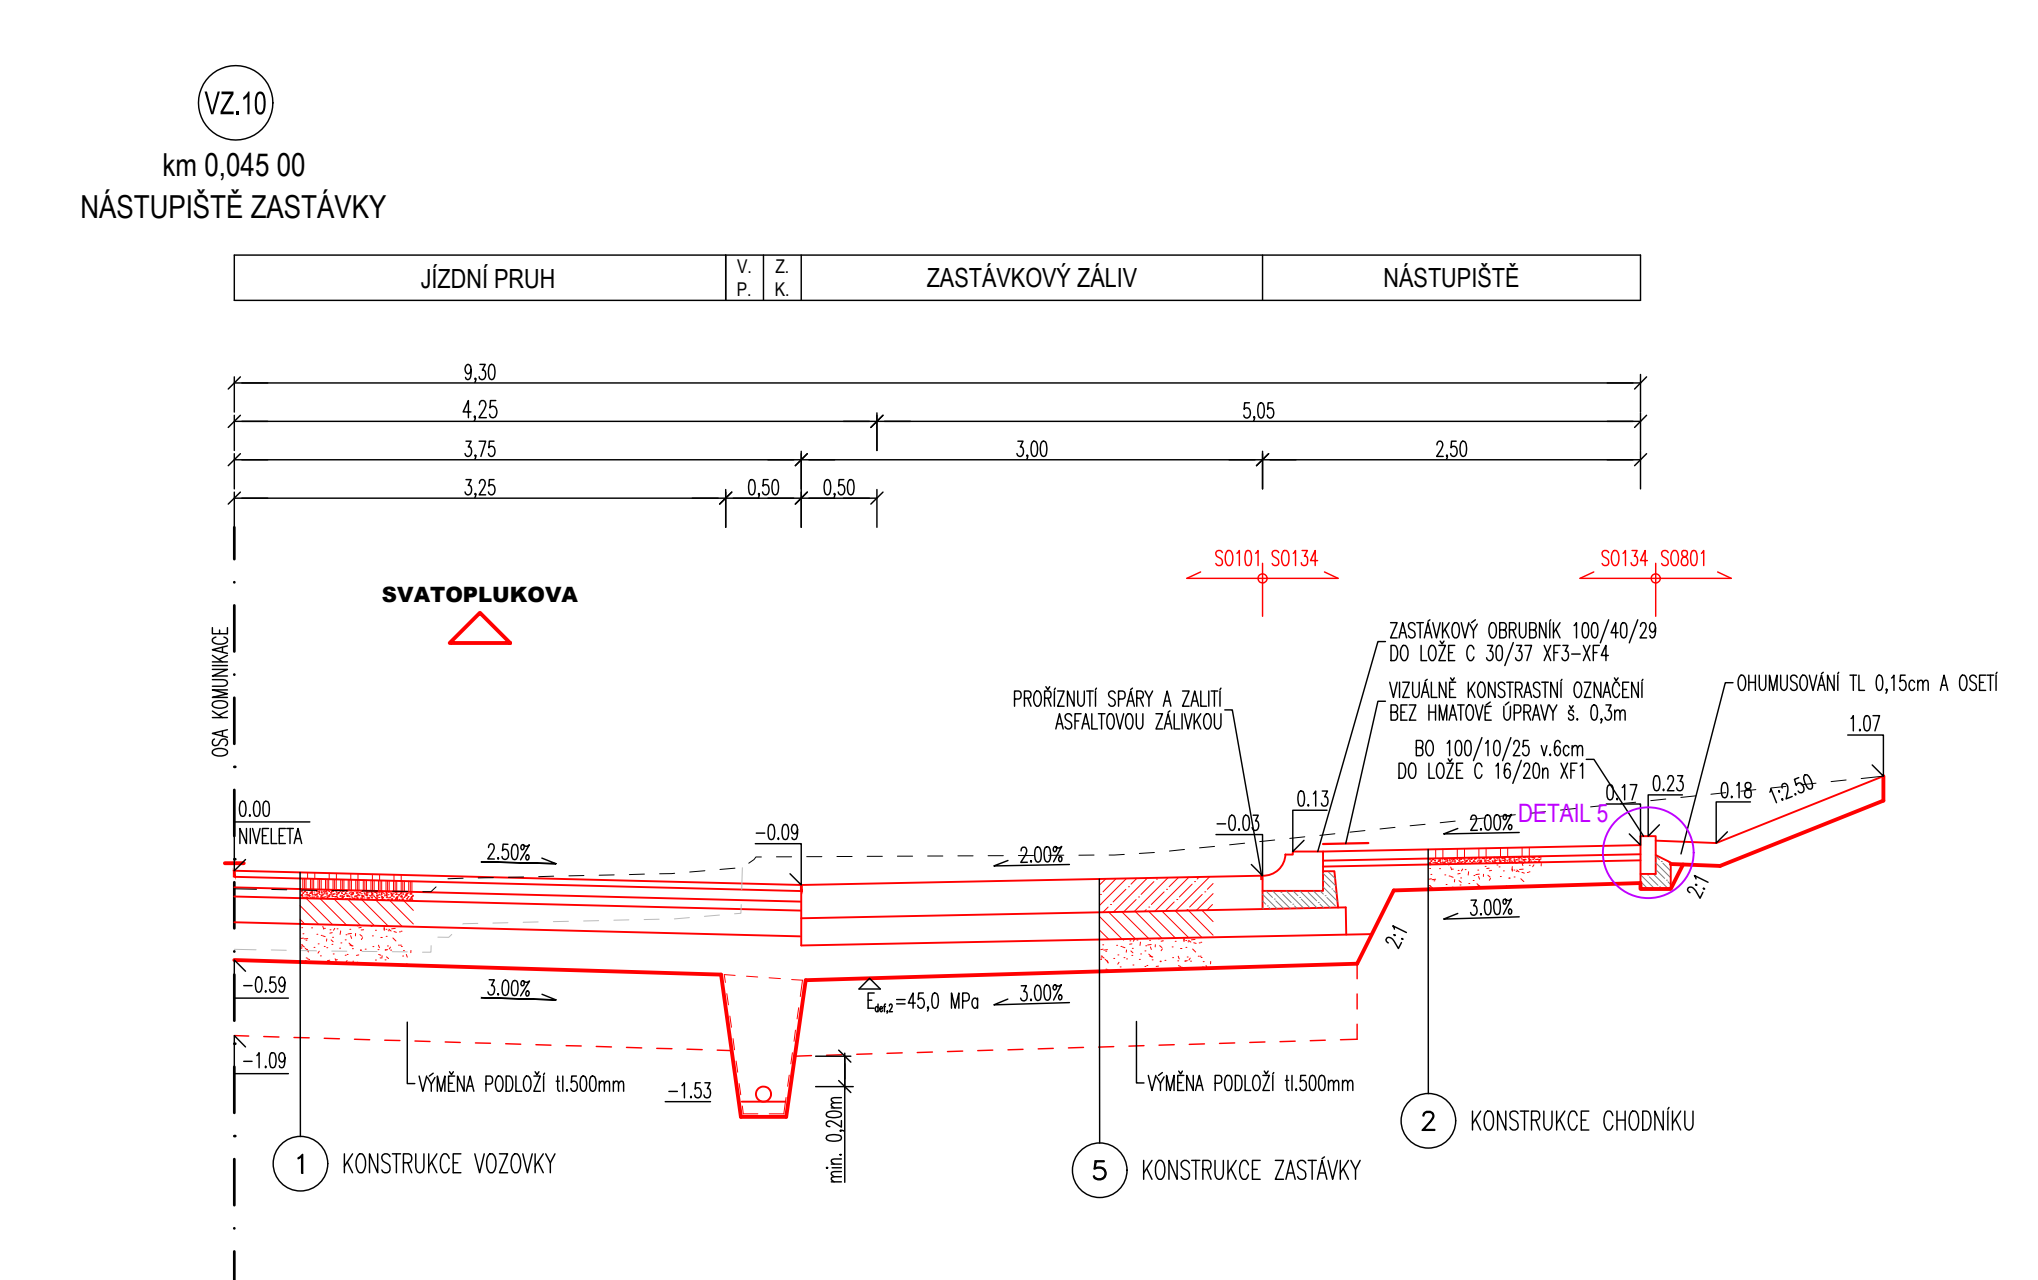 VZ.10
km 0,045 00
NÁSTUPIŠTĚ ZASTÁVKY
JÍZDNÍ PRUH
V.
P.
Z.
K.
ZASTÁVKOVÝ ZÁLIV
NÁSTUPIŠTĚ
9,30
4,25
5,05
3,75
3,00
2,50
3,25
0,50
0,50
SO101
SO134
SO134
SO801
SVATOPLUKOVA
OSA KOMUNIKACE
ZASTÁVKOVÝ OBRUBNÍK 100/40/29
DO LOŽE C 30/37 XF3-XF4
VIZUÁLNĚ KONSTRASTNÍ OZNAČENÍ
BEZ HMATOVÉ ÚPRAVY š. 0,3m
PROŘÍZNUTÍ SPÁRY A ZALITÍ
ASFALTOVOU ZÁLIVKOU
OHUMUSOVÁNÍ TL 0,15cm A OSETÍ
BO 100/10/25 v.6cm
DO LOŽE C 16/20n XF1
1.07
0.00
NIVELETA
-0.09
-0.03
0.13
0.17
0.23
0.18
1:2.50
DETAIL 5
2.50%
2.00%
2.00%
3.00%
2:1
2:1
-0.59
3.00%
Edef,2=45,0 MPa
3.00%
-1.09
VÝMĚNA PODLOŽÍ tl.500mm
-1.53
min. 0,20m
VÝMĚNA PODLOŽÍ tl.500mm
1
KONSTRUKCE VOZOVKY
5
KONSTRUKCE ZASTÁVKY
2
KONSTRUKCE CHODNÍKU